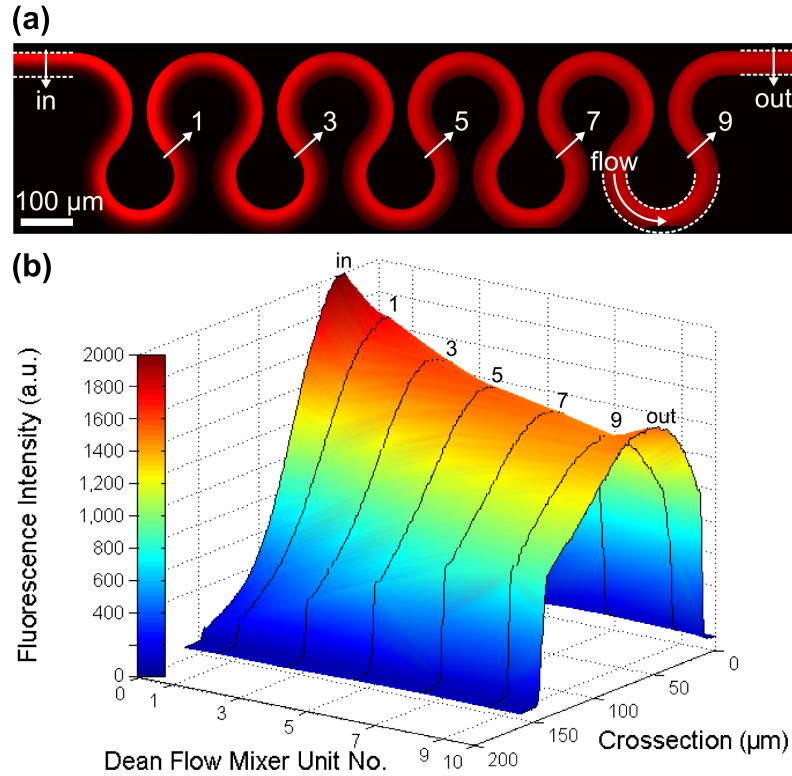 (a)
in
1
3
5
7
9
out
flow
100 µm
(b)
in
1
3
5
7
9
out
2000
1800
1600
1400
1,200
1,000
800
600
400
0
Fluorescence Intensity (a.u.)
0
1
3
5
7
9
10
Dean Flow Mixer Unit No.
200
150
100
50
0
Crossection (µm)